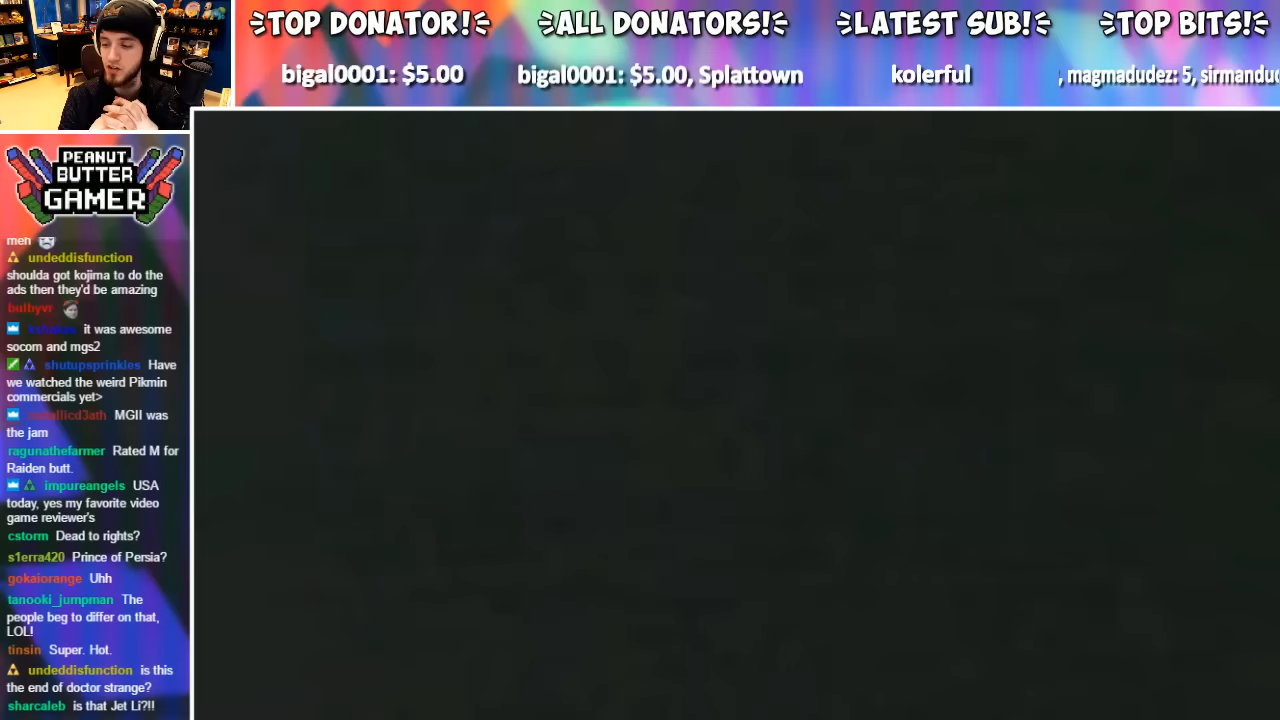 TOP DONATOR!
ALL DONATORS!
LATEST SUB!
TOP BITS!
bigal0001: $5.00
bigal0001: $5.00, Splattown
kolerful
, magmadudez: 5, sirmandud
PEANUT
BUTTER
GAMER
meh
undeddisfunction
shoulda got kojima to do the
ads then they'd be amazing
bulbyvr
it was awesome
socom and mgs2
shutupsprinkles Have
we watched the weird Pikmin
commercials yet>
MGII was
the jam
ragunathefarmer Rated M for
Raiden butt.
impureangels USA
today, yes my favorite video
game reviewer's
cstorm Dead to rights?
s1erra420 Prince of Persia?
gokaiorange Uhh
tanooki_jumpman The
people beg to differ on that,
LOL!
tinsin Super. Hot.
undeddisfunction is this
the end of doctor strange?
sharcaleb is that Jet Li?!!